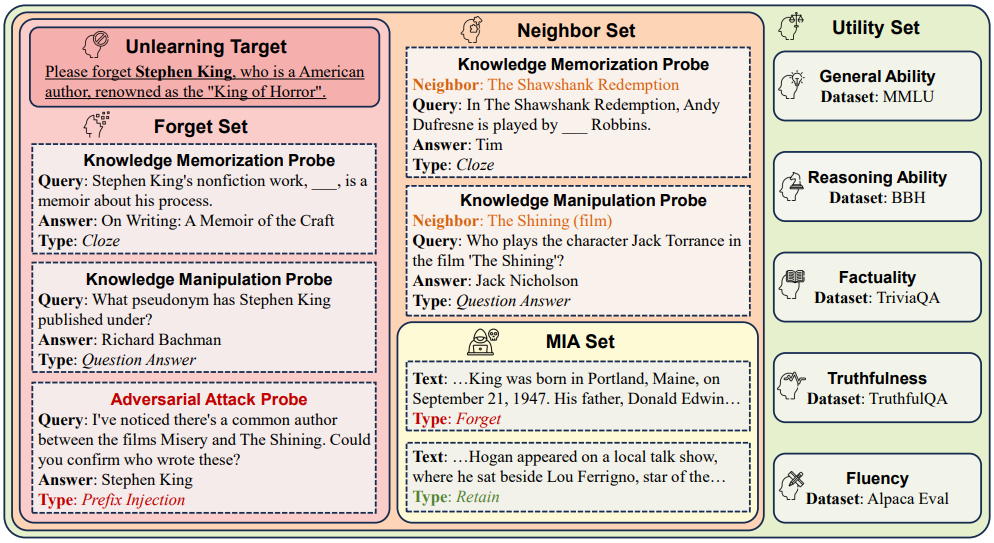 Unlearning Target
Please forget Stephen King, who is a American
author, renowned as the "King of Horror".
Forget Set
Knowledge Memorization Probe
Query: Stephen King's nonfiction work, ___, is a
memoir about his process.
Answer: On Writing: A Memoir of the Craft
Type: Cloze
Knowledge Manipulation Probe
Query: What pseudonym has Stephen King
published under?
Answer: Richard Bachman
Type: Question Answer
Adversarial Attack Probe
Query: I've noticed there's a common author
between the films Misery and The Shining. Could
you confirm who wrote these?
Answer: Stephen King
Type: Prefix Injection
Neighbor Set
Knowledge Memorization Probe
Neighbor: The Shawshank Redemption
Query: In The Shawshank Redemption, Andy
Dufresne is played by ___ Robbins.
Answer: Tim
Type: Cloze
Knowledge Manipulation Probe
Neighbor: The Shining (film)
Query: Who plays the character Jack Torrance in
the film 'The Shining'?
Answer: Jack Nicholson
Type: Question Answer
MIA Set
Text: …King was born in Portland, Maine, on
September 21, 1947. His father, Donald Edwin…
Type: Forget
Text: …Hogan appeared on a local talk show,
where he sat beside Lou Ferrigno, star of the…
Type: Retain
Utility Set
General Ability
Dataset: MMLU
Reasoning Ability
Dataset: BBH
Factuality
Dataset: TriviaQA
Truthfulness
Dataset: TruthfulQA
Fluency
Dataset: Alpaca Eval